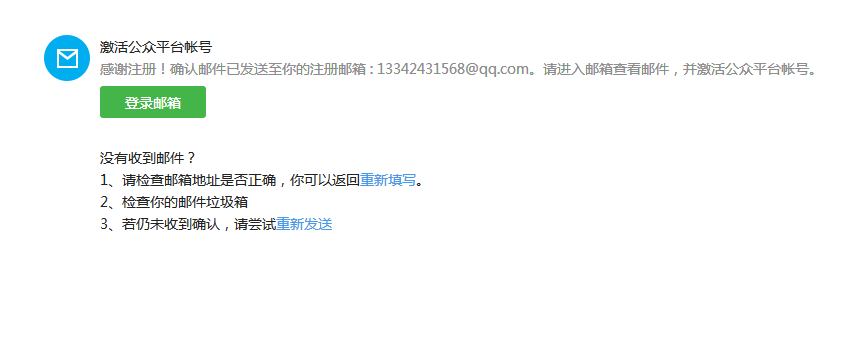 激活公众平台帐号
感谢注册！确认邮件已发送至你的注册邮箱 : 13342431568@qq.com。请进入邮箱查看邮件，并激活公众平台帐号。
登录邮箱
没有收到邮件？
1、请检查邮箱地址是否正确，你可以返回重新填写。
2、检查你的邮件垃圾箱
3、若仍未收到确认，请尝试重新发送